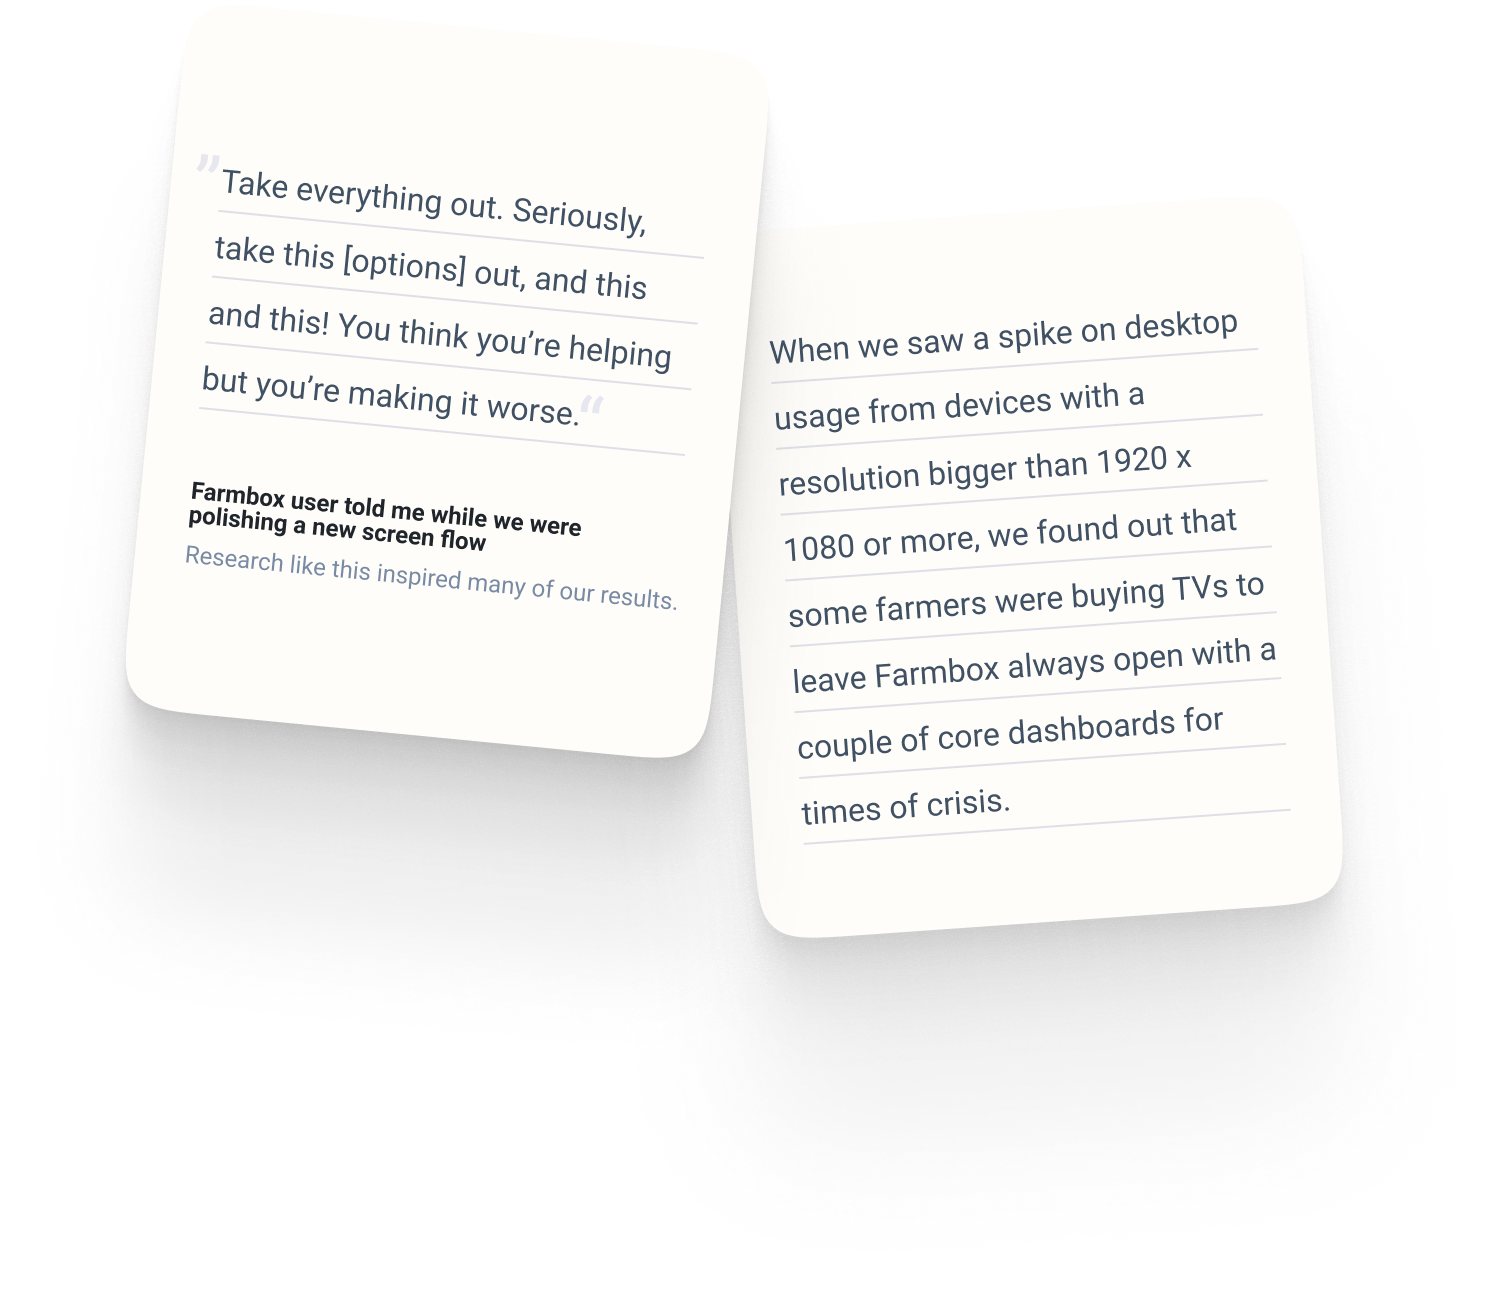 ”Take everything out. Seriously,
take this [options] out, and this
and this! You think you’re helping
but you’re making it worse.“
Farmbox user told me while we were
polishing a new screen flow
Research like this inspired many of our results.
When we saw a spike on desktop
usage from devices with a
resolution bigger than 1920 x
1080 or more, we found out that
some farmers were buying TVs to
leave Farmbox always open with a
couple of core dashboards for
times of crisis.